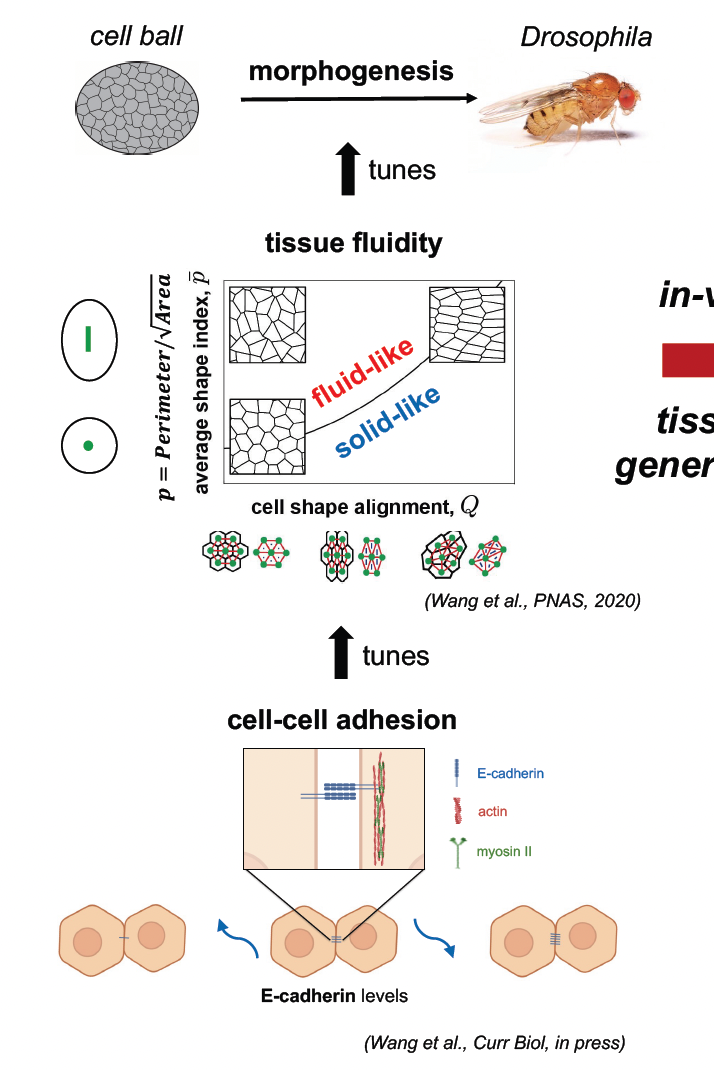 cell ball
Drosophila
morphogenesis
tunes
tissue fluidity
p = Perimeter/√Area
average shape index, p̄
fluid-like
solid-like
cell shape alignment, Q
(Wang et al., PNAS, 2020)
in-v
tiss
gener
tunes
cell-cell adhesion
E-cadherin
actin
myosin II
E-cadherin levels
(Wang et al., Curr Biol, in press)